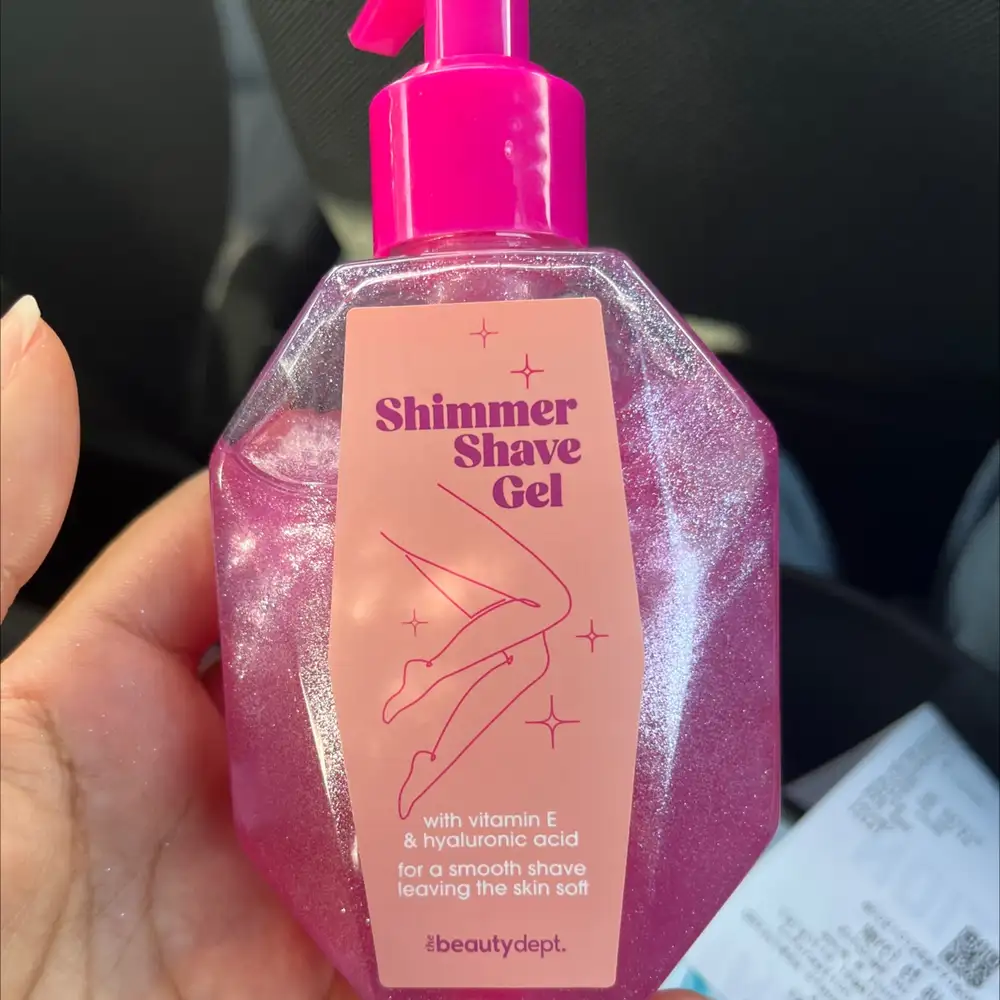 Shimmer
Shave
Gel
with vitamin E
& hyaluronic acid
for a smooth shave
leaving the skin soft
the beautydept.